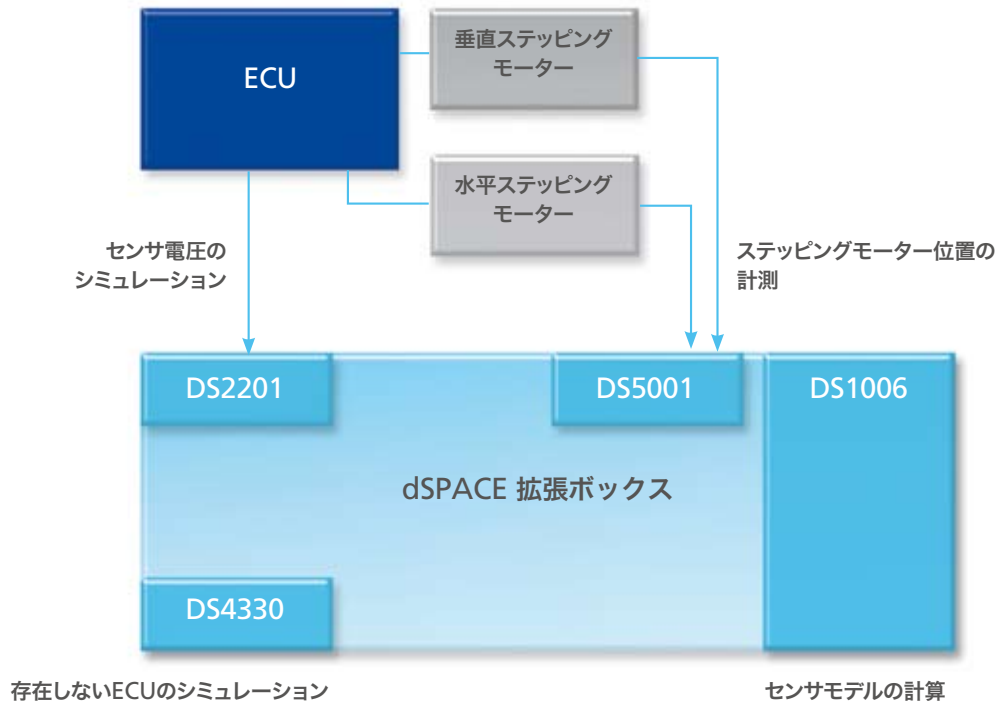 ECU
垂直ステッピング
モーター
水平ステッピング
モーター
センサ電圧の
シミュレーション
ステッピングモーター位置の
計測
DS2201
DS5001
DS1006
dSPACE 拡張ボックス
DS4330
存在しないECUのシミュレーション
センサモデルの計算